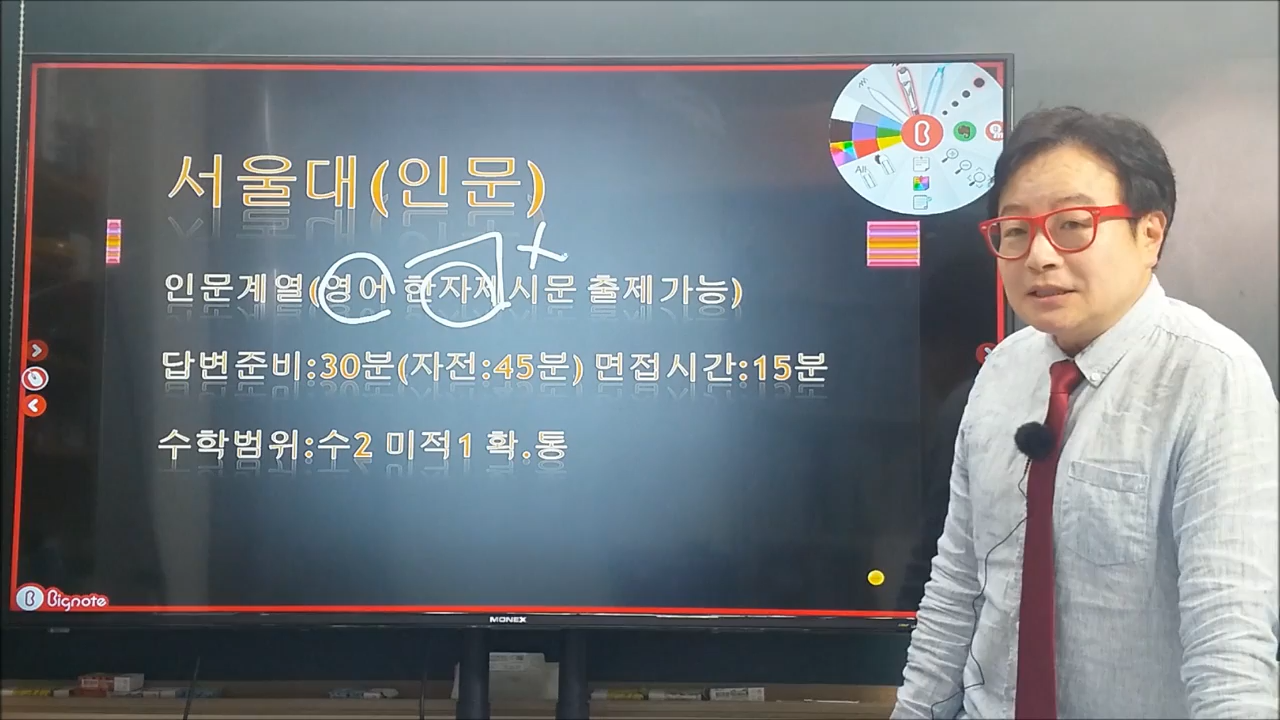 서울대(인문)
인문계열(영어 한자제시문 출제가능)
답변준비:30분(자전:45분) 면접시간:15분
수학범위:수2 미적1 확.통
Bignote
MONEX